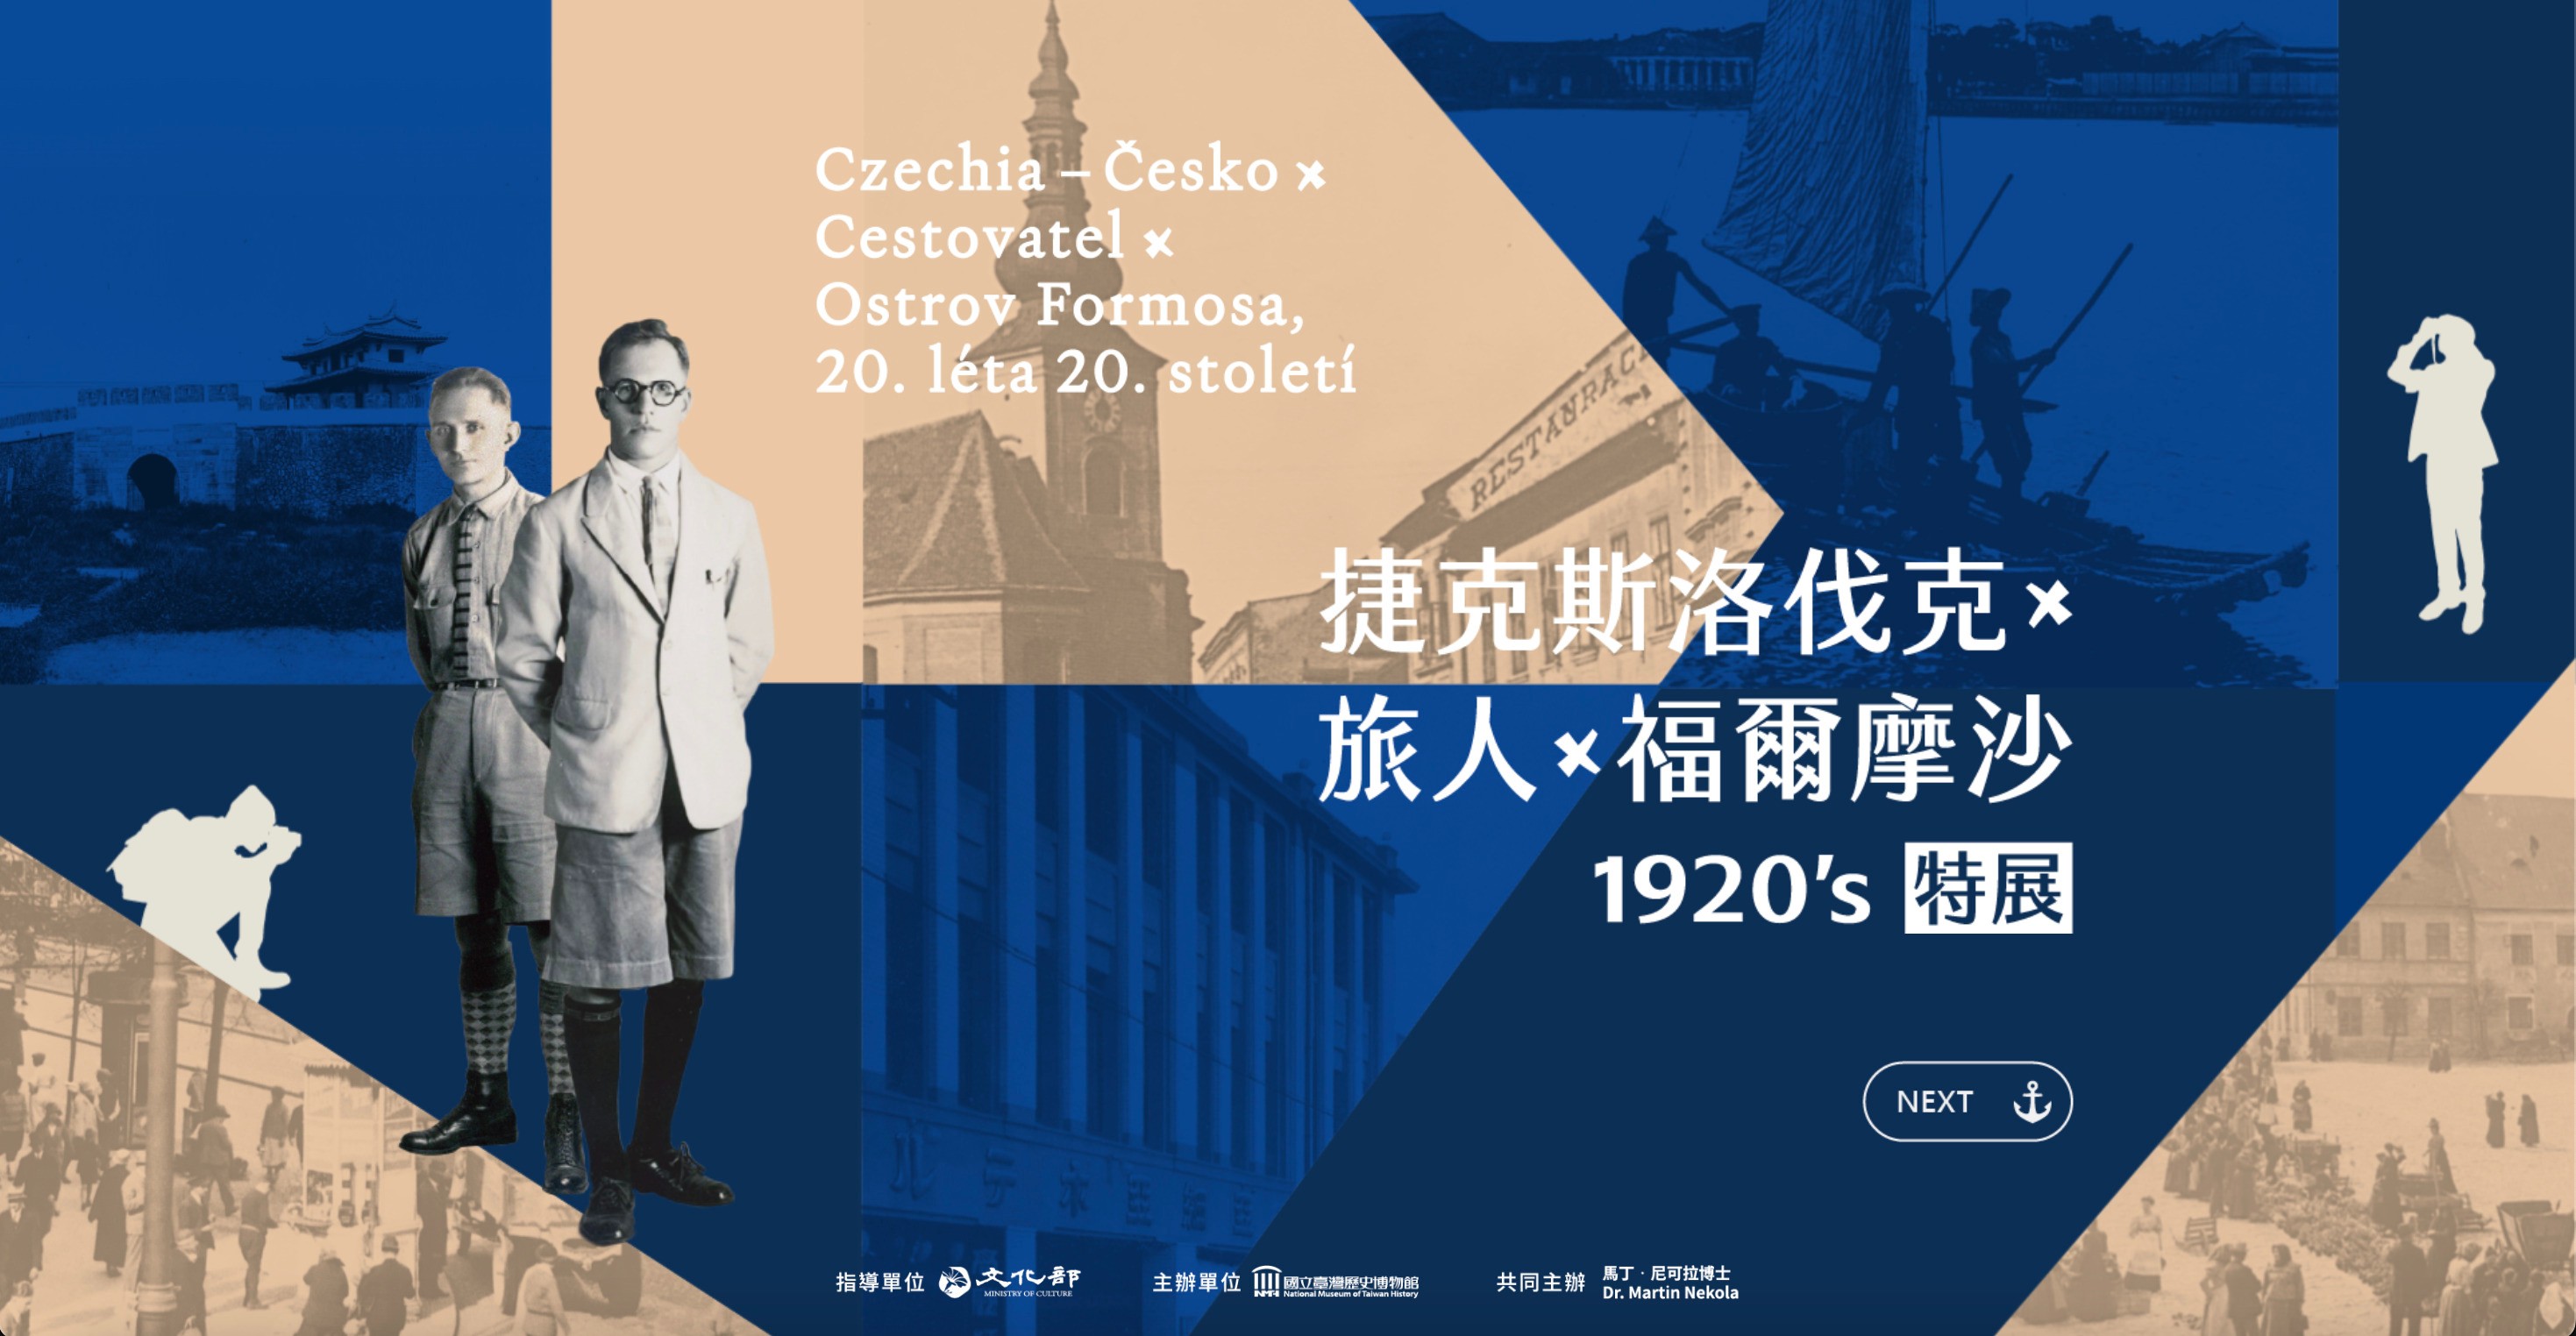 Czechia – Česko ×
Cestovatel ×
Ostrov Formosa,
20. léta 20. století
RESTAURAC
捷克斯洛伐克×
旅人×福爾摩沙
1920's 特展
NEXT
指導單位 文化部
MINISTRY OF CULTURE
主辦單位 NMTH 國立臺灣歷史博物館
National Museum of Taiwan History
共同主辦 馬丁·尼可拉博士
Dr. Martin Nekola